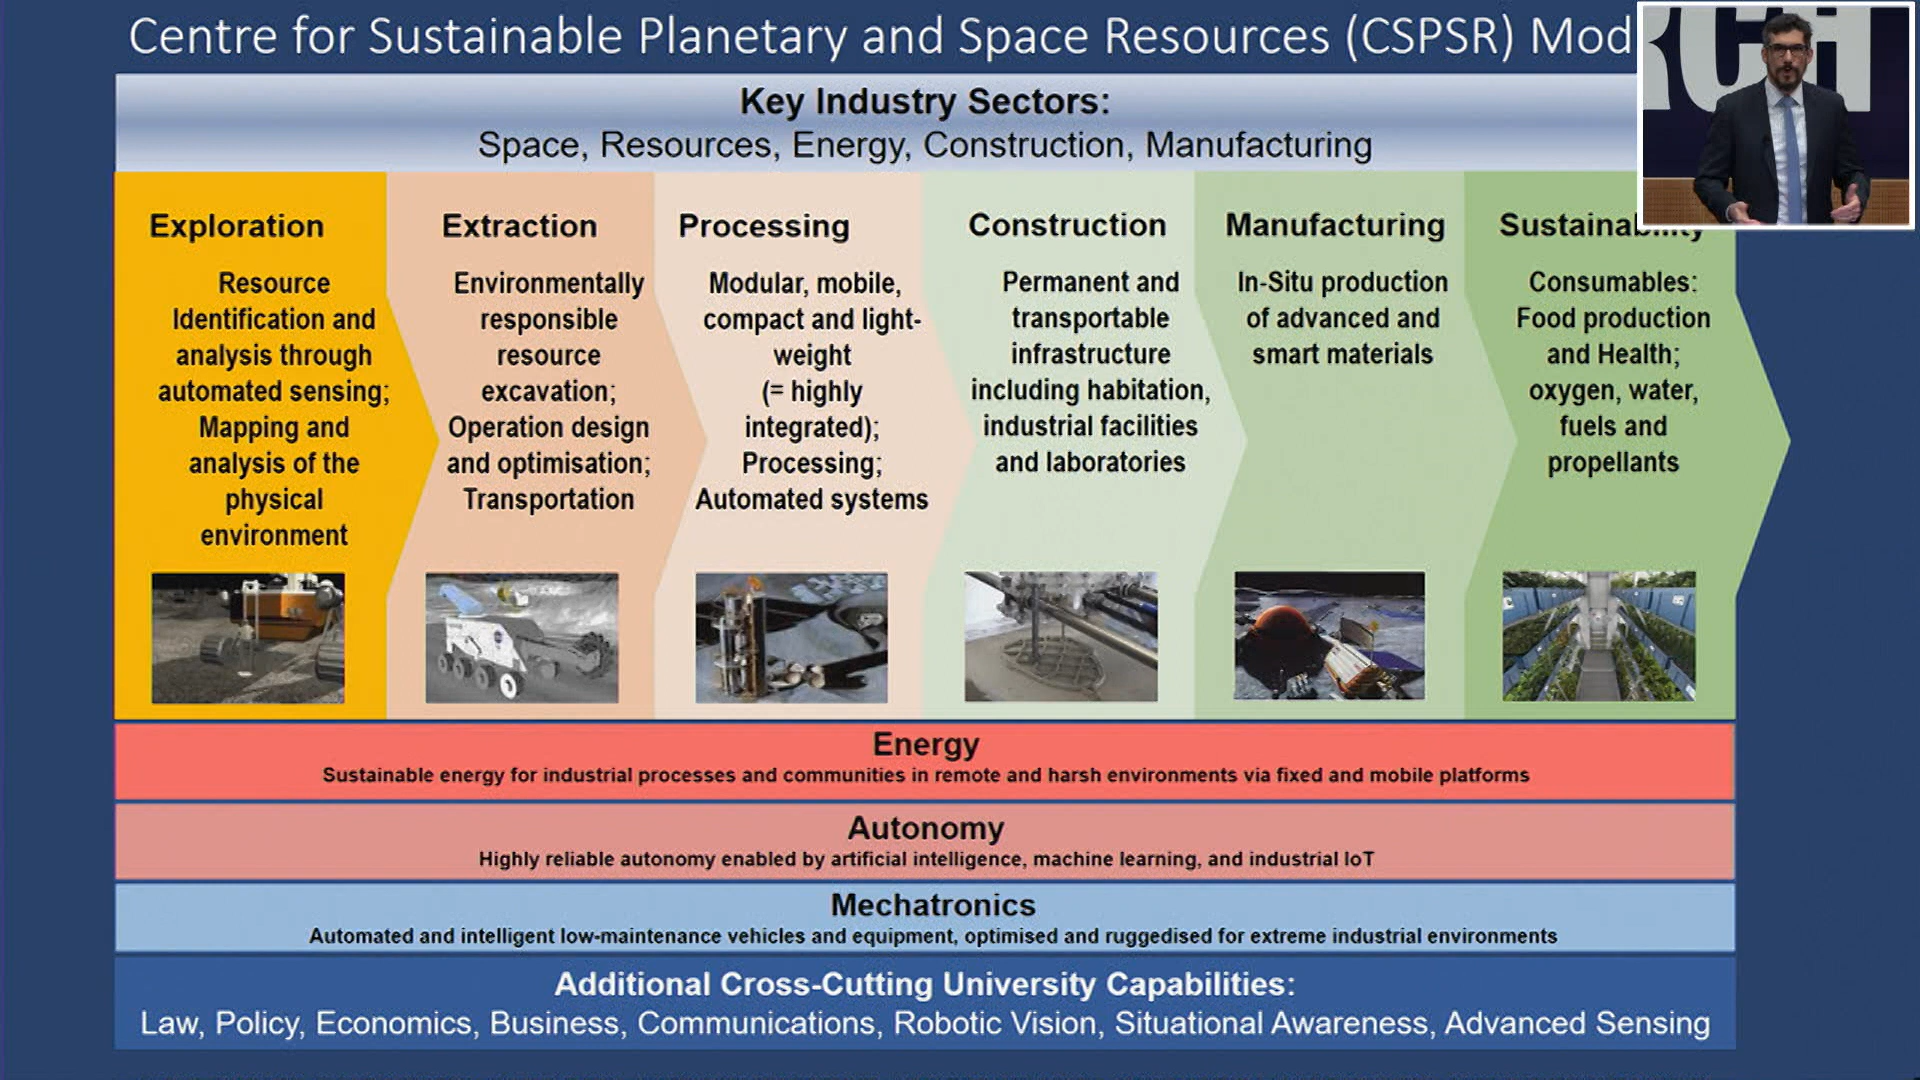 Centre for Sustainable Planetary and Space Resources (CSPSR)
Key Industry Sectors:
Space, Resources, Energy, Construction, Manufacturing
Exploration
Resource
Identification and
analysis through
automated sensing;
Mapping and
analysis of the
physical
environment
Extraction
Environmentally
responsible
resource
excavation;
Operation design
and optimisation;
Transportation
Processing
Modular, mobile,
compact and light-
weight
(= highly
integrated);
Processing;
Automated systems
Construction
Permanent and
transportable
infrastructure
including habitation,
industrial facilities
and laboratories
Manufacturing
In-Situ production
of advanced and
smart materials
Sustainability
Consumables:
Food production
and Health;
oxygen, water,
fuels and
propellants
Energy
Sustainable energy for industrial processes and communities in remote and harsh environments via fixed and mobile platforms
Autonomy
Highly reliable autonomy enabled by artificial intelligence, machine learning, and industrial IoT
Mechatronics
Automated and intelligent low-maintenance vehicles and equipment, optimised and ruggedised for extreme industrial environments
Additional Cross-Cutting University Capabilities:
Law, Policy, Economics, Business, Communications, Robotic Vision, Situational Awareness, Advanced Sensing